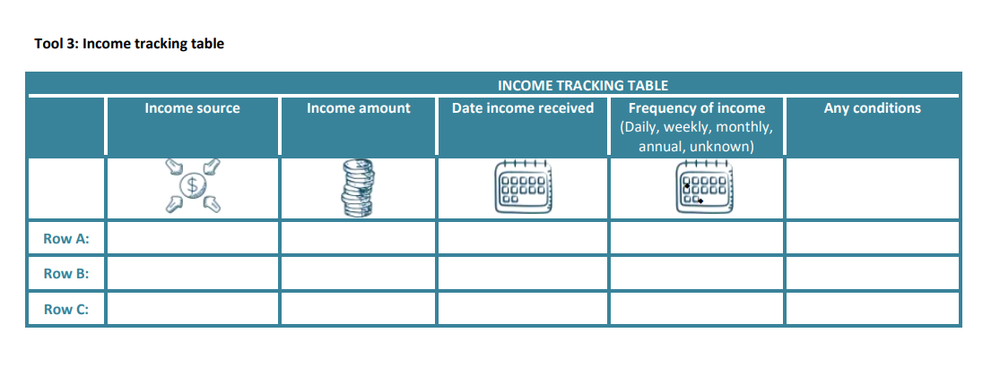 Tool 3: Income tracking table
INCOME TRACKING TABLE
Income source
Income amount
Date income received
Frequency of income
(Daily, weekly, monthly,
annual, unknown)
Any conditions
$
Row A:
Row B:
Row C: